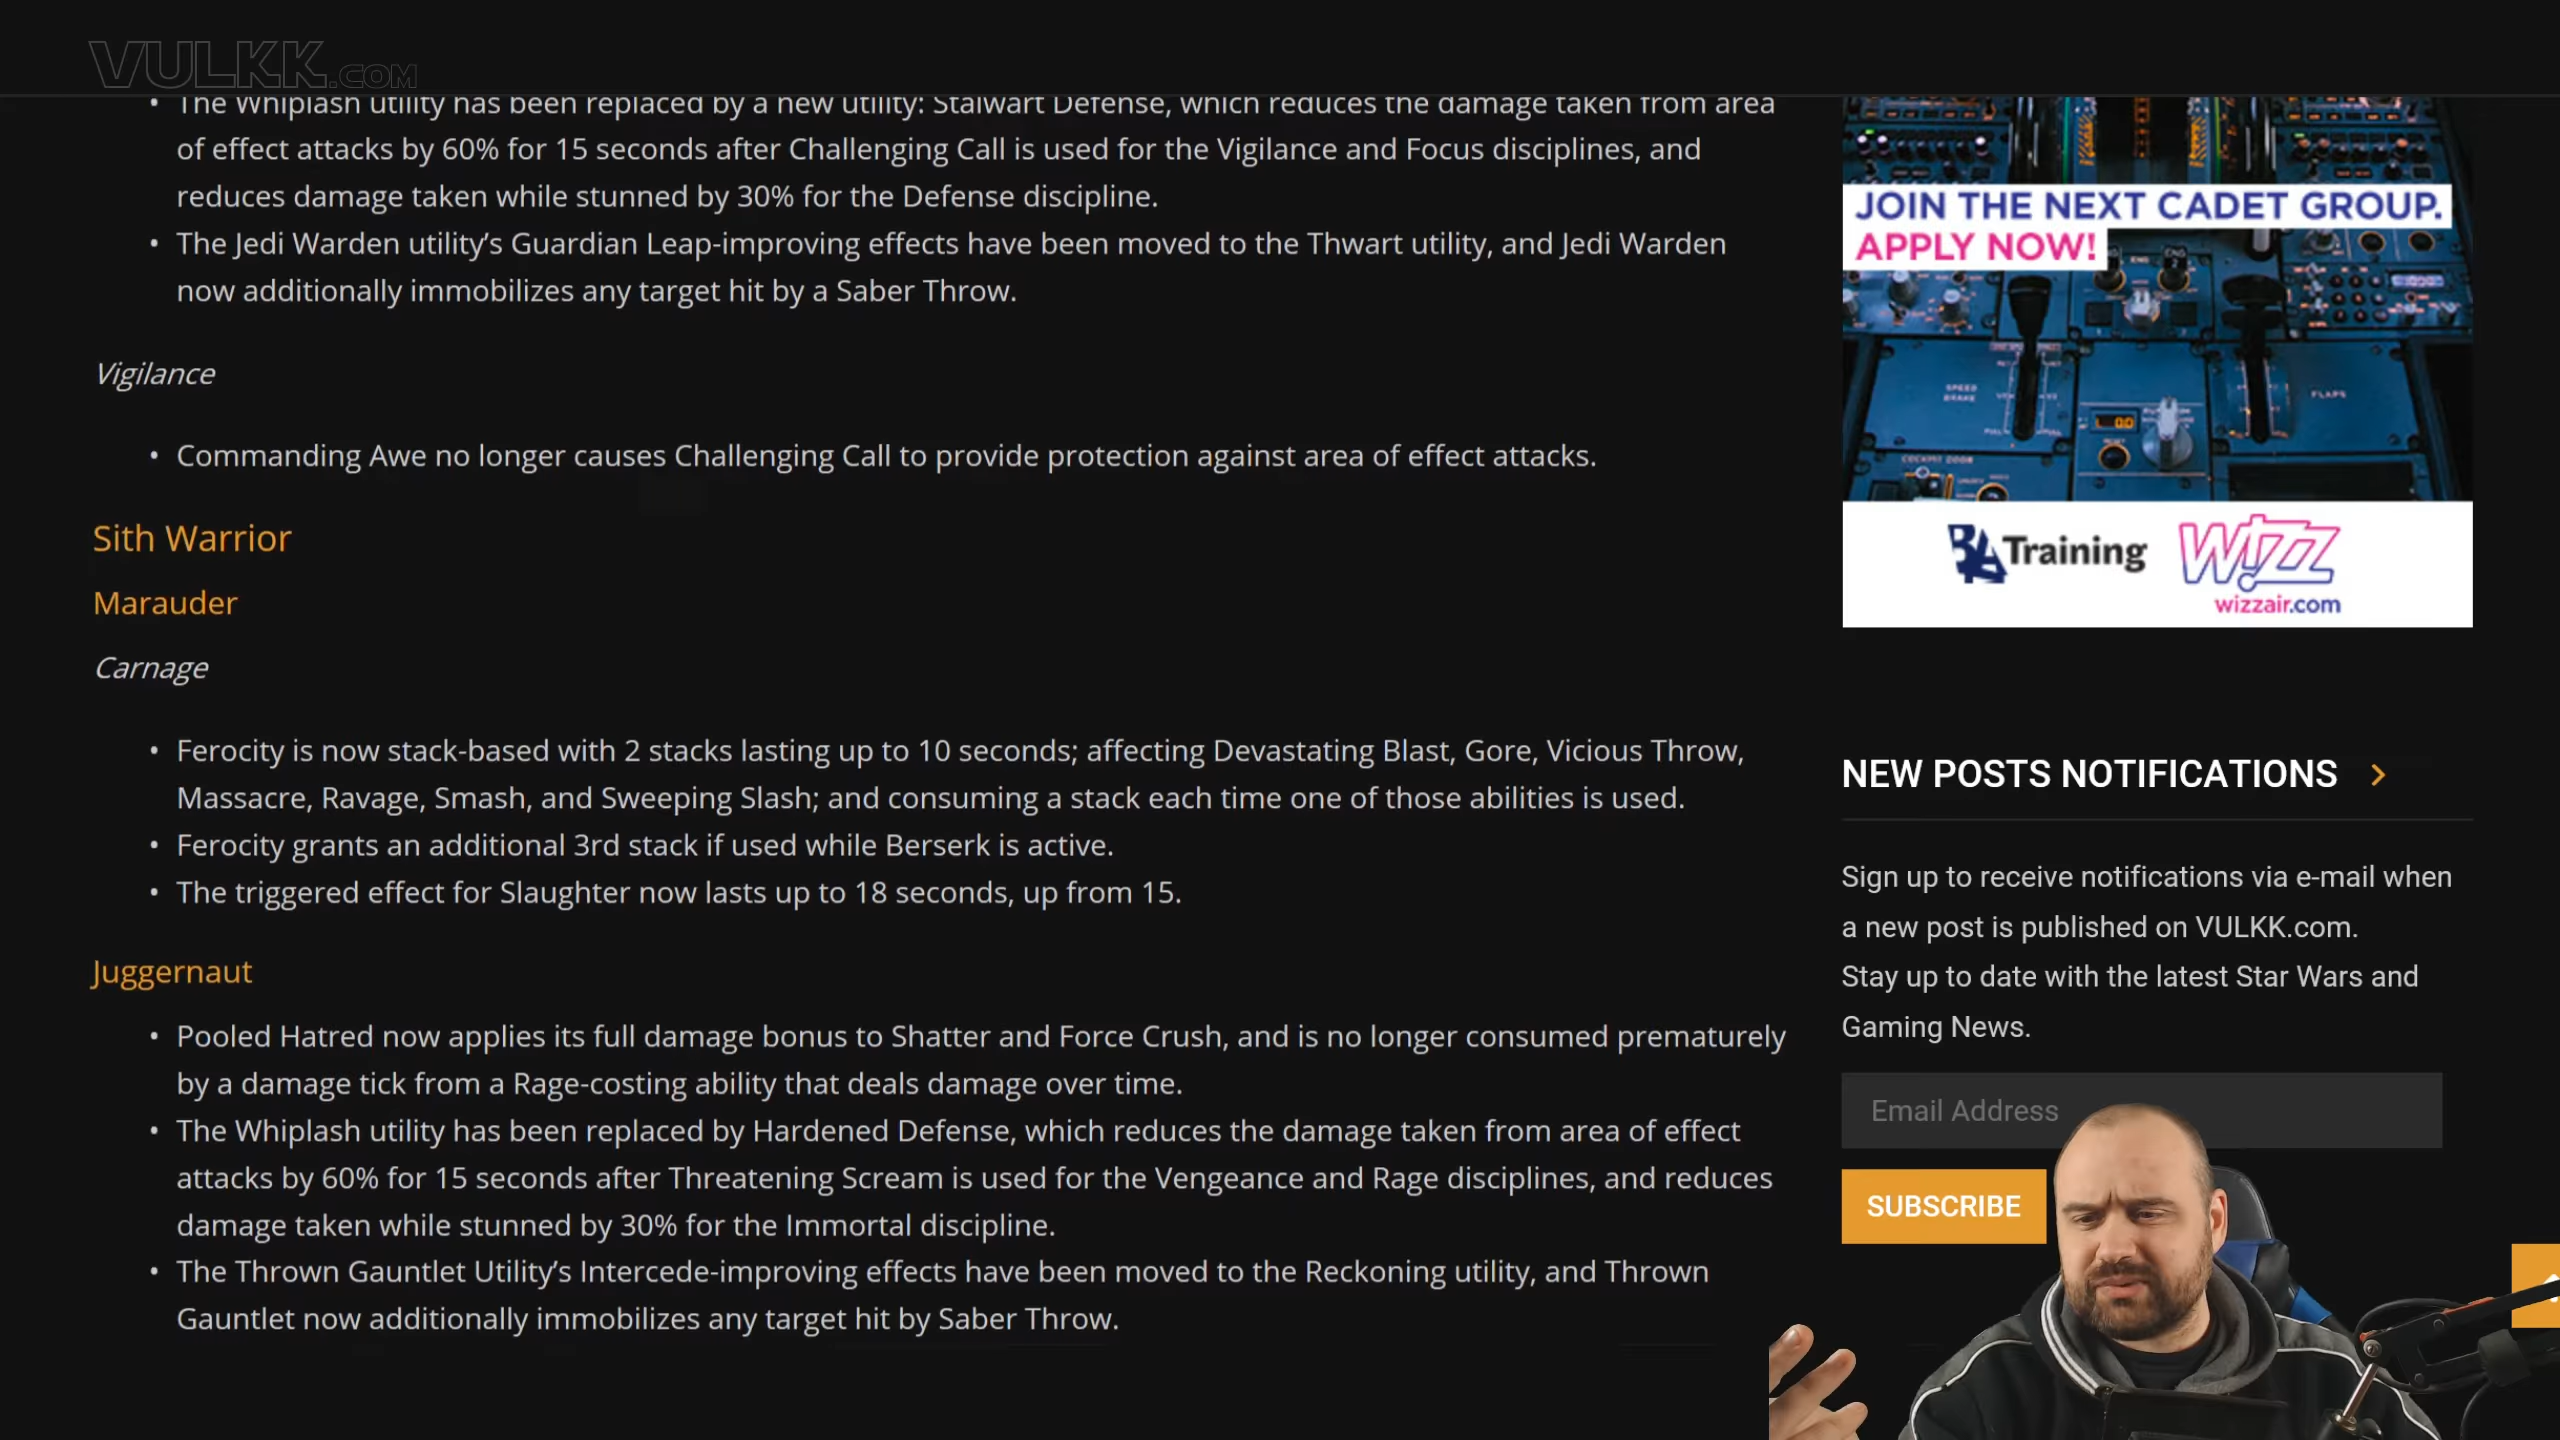 VULKK.COM
• The Whiplash utility has been replaced by a new utility: Stalwart Defense, which reduces the damage taken from area
of effect attacks by 60% for 15 seconds after Challenging Call is used for the Vigilance and Focus disciplines, and
reduces damage taken while stunned by 30% for the Defense discipline.
• The Jedi Warden utility’s Guardian Leap-improving effects have been moved to the Thwart utility, and Jedi Warden
now additionally immobilizes any target hit by a Saber Throw.
Vigilance
• Commanding Awe no longer causes Challenging Call to provide protection against area of effect attacks.
Sith Warrior
Marauder
Carnage
• Ferocity is now stack-based with 2 stacks lasting up to 10 seconds; affecting Devastating Blast, Gore, Vicious Throw,
Massacre, Ravage, Smash, and Sweeping Slash; and consuming a stack each time one of those abilities is used.
• Ferocity grants an additional 3rd stack if used while Berserk is active.
• The triggered effect for Slaughter now lasts up to 18 seconds, up from 15.
Juggernaut
• Pooled Hatred now applies its full damage bonus to Shatter and Force Crush, and is no longer consumed prematurely
by a damage tick from a Rage-costing ability that deals damage over time.
• The Whiplash utility has been replaced by Hardened Defense, which reduces the damage taken from area of effect
attacks by 60% for 15 seconds after Threatening Scream is used for the Vengeance and Rage disciplines, and reduces
damage taken while stunned by 30% for the Immortal discipline.
• The Thrown Gauntlet Utility’s Intercede-improving effects have been moved to the Reckoning utility, and Thrown
Gauntlet now additionally immobilizes any target hit by Saber Throw.
JOIN THE NEXT CADET GROUP.
APPLY NOW!
SPEED
BRAKE
FLAPS
BAA Training
WIZZ
wizzair.com
NEW POSTS NOTIFICATIONS
Sign up to receive notifications via e-mail when
a new post is published on VULKK.com.
Stay up to date with the latest Star Wars and
Gaming News.
Email Address
SUBSCRIBE